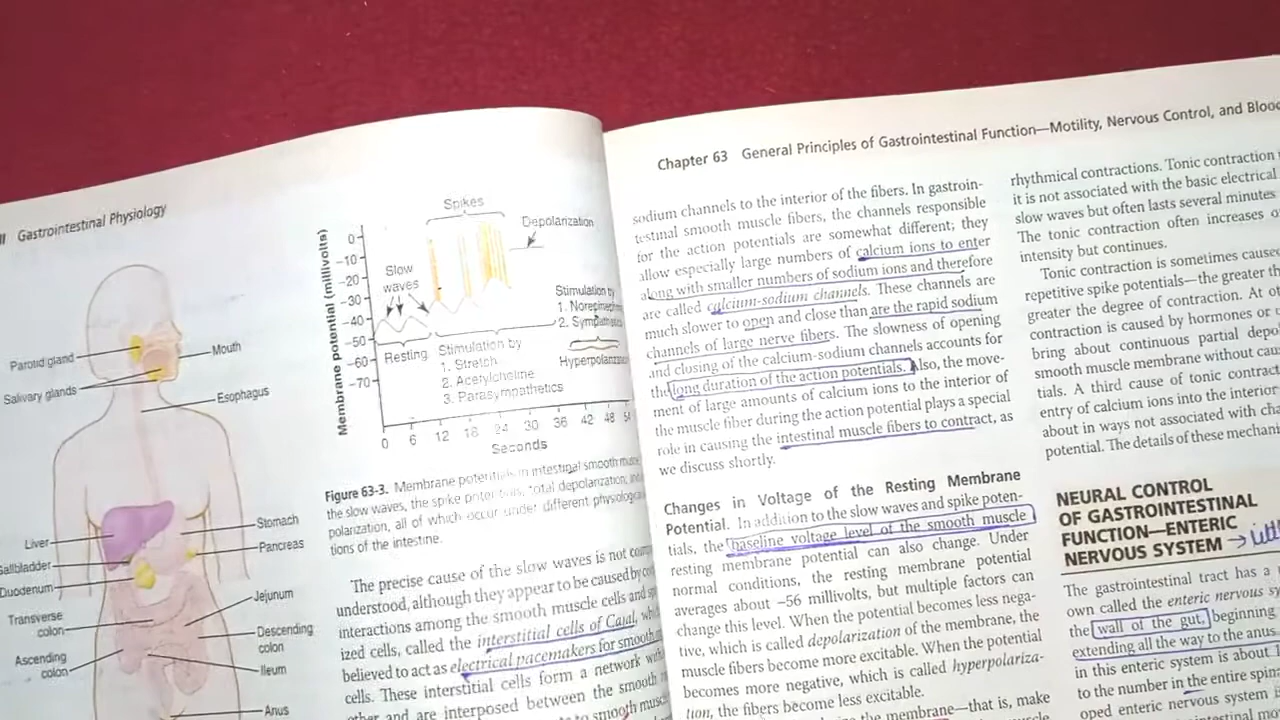 II Gastrointestinal Physiology
Parotid gland
Salivary glands
Mouth
Esophagus
Liver
Gallbladder
Duodenum
Transverse
colon
Ascending
colon
Stomach
Pancreas
Jejunum
Descending
colon
Ileum
Anus
Membrane potential (millivolts)
0
−10
−20
−30
−40
−50
−60
−70
Spikes
Depolarization
Slow
waves
Resting
Stimulation by
1. Stretch
2. Acetylcholine
3. Parasympathetics
Stimulation by
1.
2.
0 6 12 18 24 30 36 42 48
Seconds
Figure 63-3. Membrane potentials in intestinal smooth
the slow waves, the spike potentials, total depolarization,
polarization, all of which occur under different
tions of the intestine.
The precise cause of the slow waves is not
understood, although they appear to be caused by
interactions among the smooth muscle cells and
ized cells, called the interstitial cells of Cajal,
believed to act as electrical pacemakers for smooth
cells. These interstitial cells form a network
other and are interposed between the smooth
to smooth
Chapter 63 General Principles of Gastrointestinal Function—Motility, Nervous Control, and
sodium channels to the interior of the fibers. In gastroin-
testinal smooth muscle fibers, the channels responsible
for the action potentials are somewhat different; they
allow especially large numbers of calcium ions to enter
along with smaller numbers of sodium ions and therefore
are called calcium-sodium channels. These channels are
much slower to open and close than are the rapid sodium
channels of large nerve fibers. The slowness of opening
and closing of the calcium-sodium channels accounts for
the long duration of the action potentials. Also, the move-
ment of large amounts of calcium ions to the interior of
the muscle fiber during the action potential plays a special
role in causing the intestinal muscle fibers to contract, as
we discuss shortly.
Changes in Voltage of the Resting Membrane
Potential. In addition to the slow waves and spike poten-
tials, the baseline voltage level of the smooth muscle
resting membrane potential can also change. Under
normal conditions, the resting membrane potential
averages about −56 millivolts, but multiple factors can
change this level. When the potential becomes less nega-
tive, which is called depolarization of the membrane, the
muscle fibers become more excitable. When the potential
becomes more negative, which is called hyperpolariza-
tion, the fibers become less excitable.
the membrane—that is, make
rhythmical contractions. Tonic contraction
it is not associated with the basic electrical
slow waves but often lasts several minutes
The tonic contraction often increases
intensity but continues.
Tonic contraction is sometimes caused
repetitive spike potentials—the greater
greater the degree of contraction. At
contraction is caused by hormones or
bring about continuous partial
smooth muscle membrane without
tials. A third cause of tonic
entry of calcium ions into the interior
about in ways not associated with
potential. The details of these
NEURAL CONTROL
OF GASTROINTESTINAL
FUNCTION—ENTERIC
NERVOUS SYSTEM →
The gastrointestinal tract has a
own called the enteric nervous
the wall of the gut, beginning
extending all the way to the anus.
in this enteric system is about
to the number in the entire
oped enteric nervous system